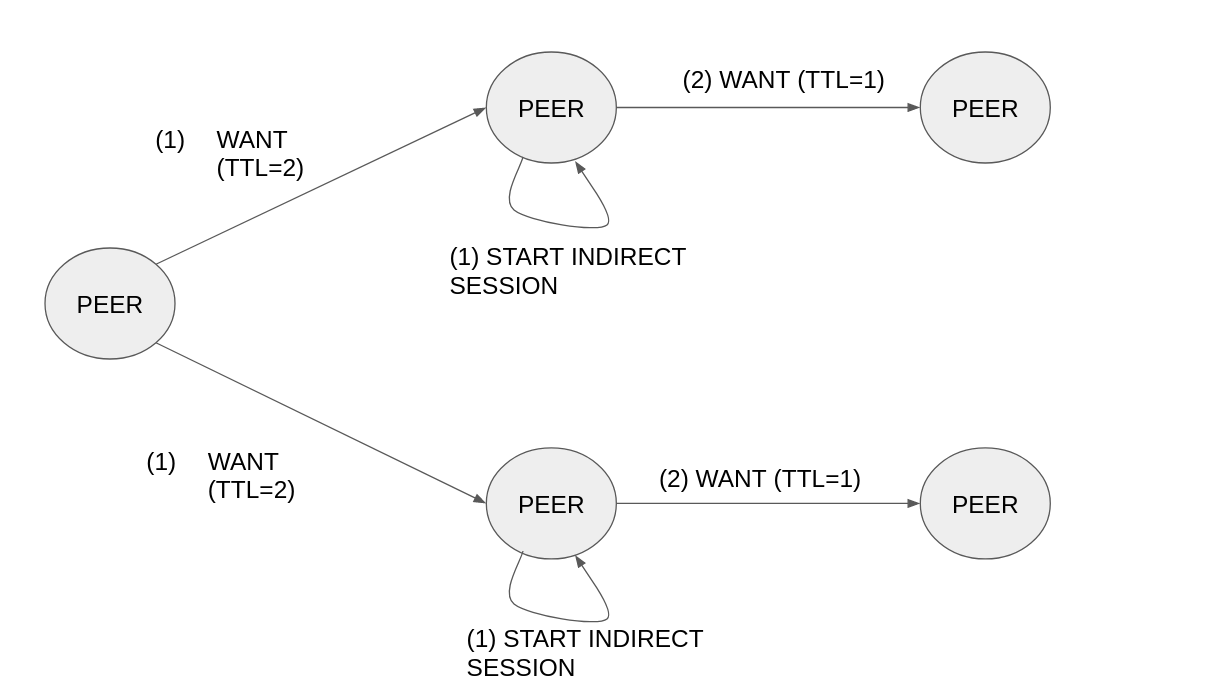 PEER
(2) WANT (TTL=1)
PEER
(1) WANT
(TTL=2)
(1) START INDIRECT
SESSION
PEER
(1) WANT
(TTL=2)
PEER
(2) WANT (TTL=1)
PEER
(1) START INDIRECT
SESSION